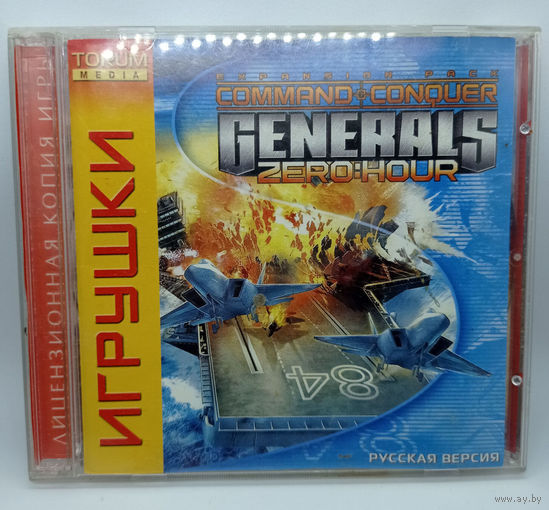 TORUM
MEDIA
EXPANSION PACK
COMMAND & CONQUER
GENERALS
ZERO:HOUR
ИГРУШКИ
ЛИЦЕНЗИОННАЯ КОПИЯ ИГРЫ
84
РУССКАЯ ВЕРСИЯ
www.ay.by